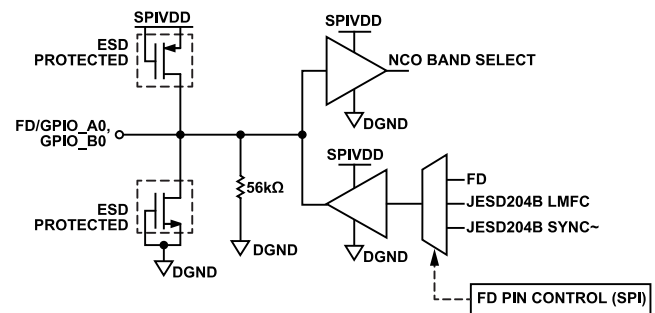 SPIVDD
ESD
PROTECTED
SPIVDD
NCO BAND SELECT
DGND
FD/GPIO_A0,
GPIO_B0
56kΩ
DGND
ESD
PROTECTED
DGND
SPIVDD
DGND
FD
JESD204B LMFC
JESD204B SYNC~
FD PIN CONTROL (SPI)